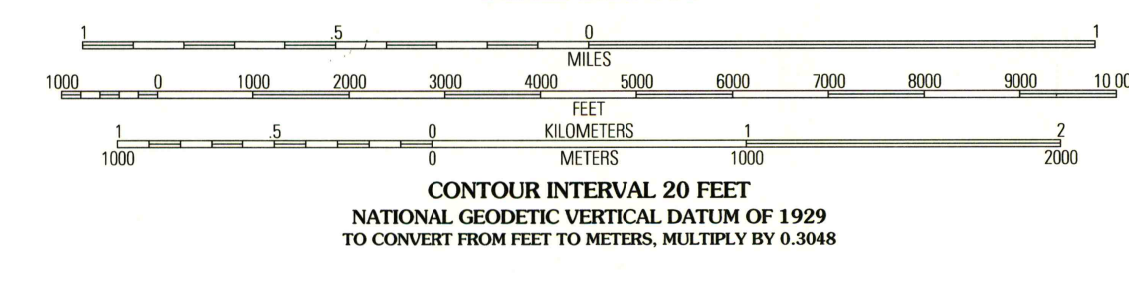 1 .5 0 1
MILES
1000 0 1000 2000 3000 4000 5000 6000 7000 8000 9000 10 00
FEET
1 .5 0 KILOMETERS 1 2
1000 0 METERS 1000 2000
CONTOUR INTERVAL 20 FEET
NATIONAL GEODETIC VERTICAL DATUM OF 1929
TO CONVERT FROM FEET TO METERS, MULTIPLY BY 0.3048